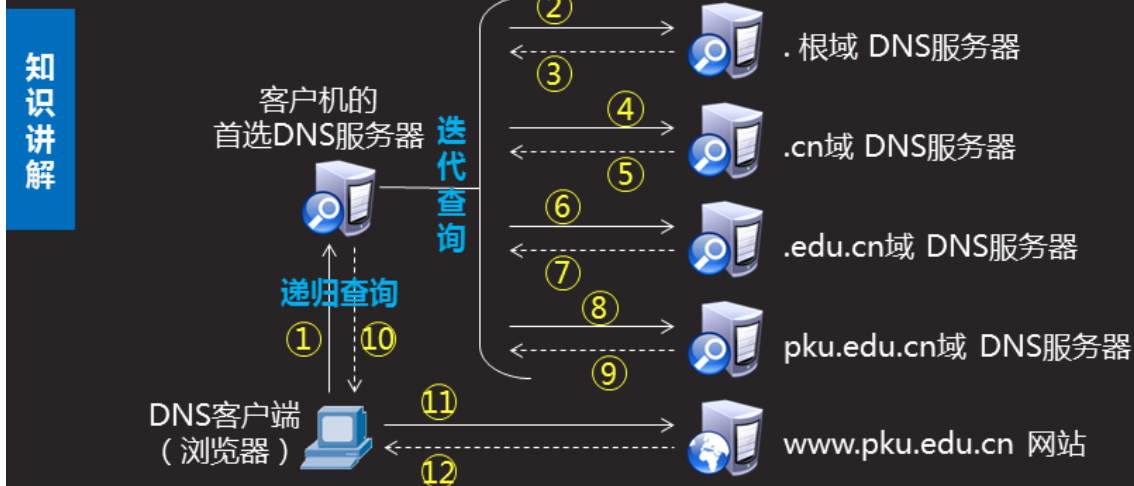 知识讲解
②
. 根域 DNS服务器
③
客户机的
首选DNS服务器
迭代查询
④
.cn域 DNS服务器
⑤
⑥
.edu.cn域 DNS服务器
⑦
递归查询
①
⑩
⑧
pku.edu.cn域 DNS服务器
⑨
DNS客户端
（浏览器）
⑪
www.pku.edu.cn 网站
⑫